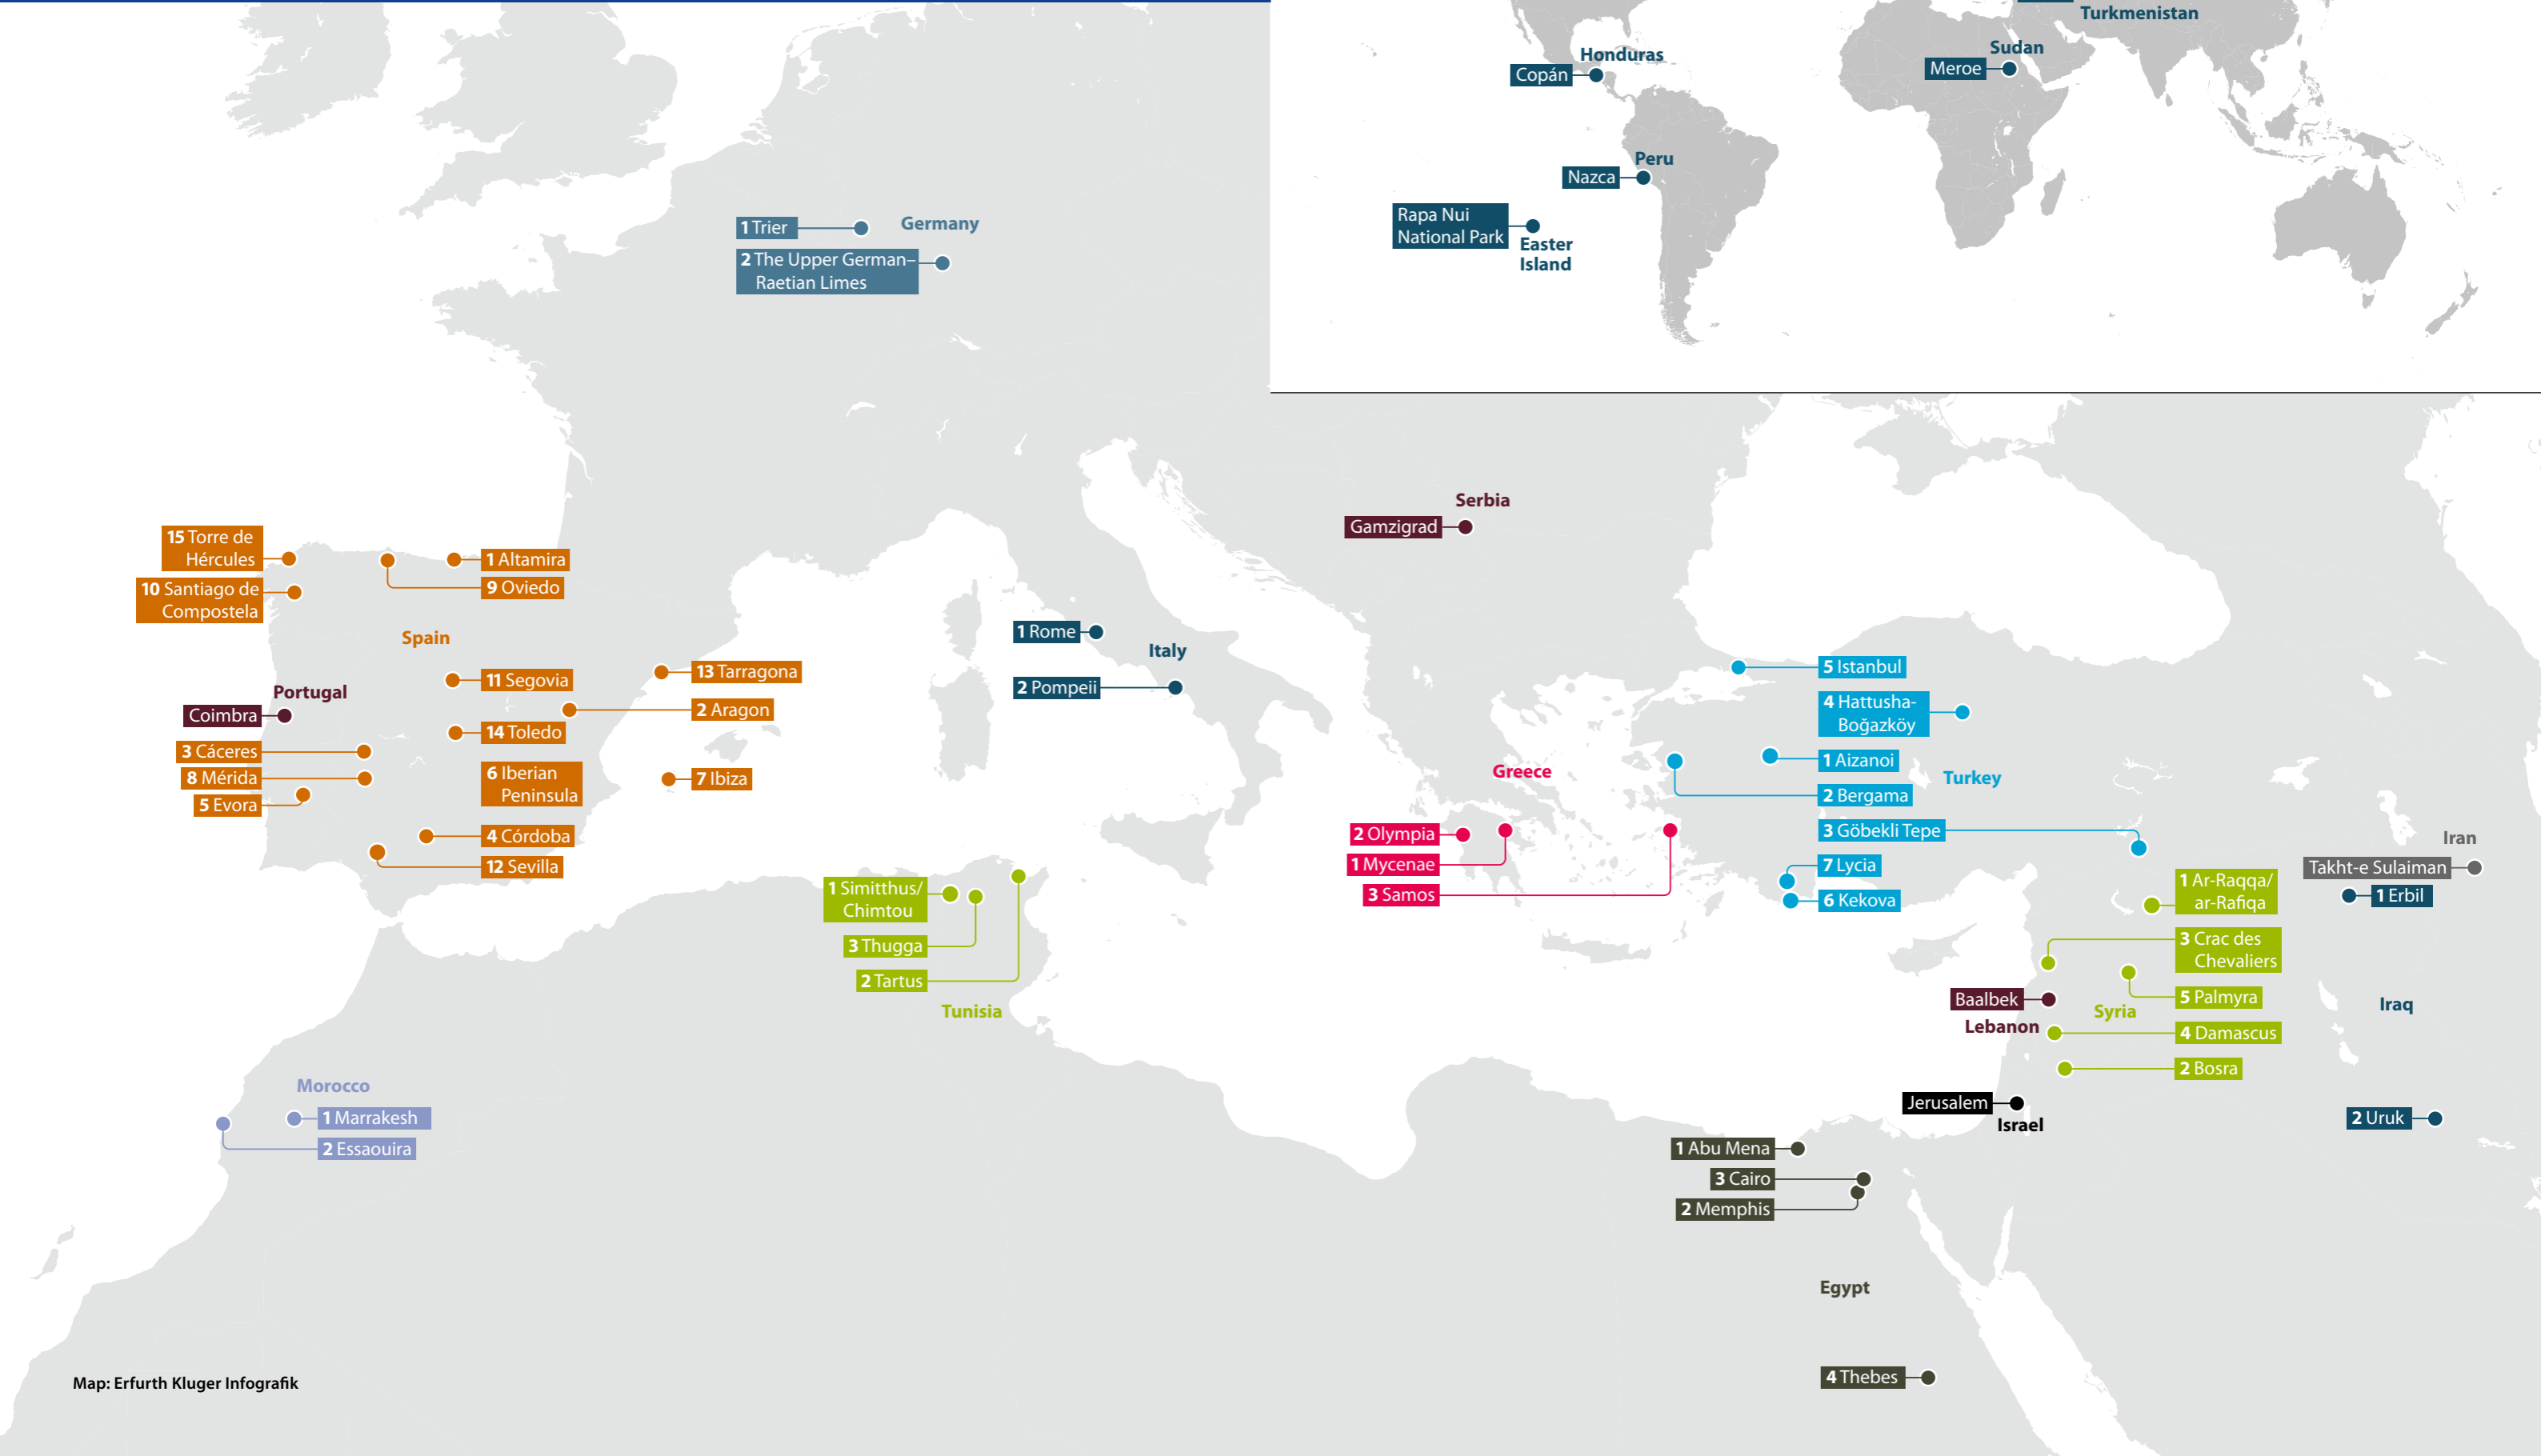 Turkmenistan
Sudan
Meroe
Honduras
Copán
Peru
Nazca
Rapa Nui
National Park
Easter
Island
Germany
1 Trier
2 The Upper German–
Raetian Limes
Serbia
Gamzigrad
15 Torre de
Hércules
10 Santiago de
Compostela
1 Altamira
9 Oviedo
Spain
11 Segovia
13 Tarragona
2 Aragon
14 Toledo
6 Iberian
Peninsula
7 Ibiza
4 Córdoba
12 Sevilla
Portugal
Coimbra
3 Cáceres
8 Mérida
5 Evora
1 Rome
Italy
2 Pompeii
5 Istanbul
4 Hattusha-
Boğazköy
1 Aizanoi
Turkey
2 Bergama
3 Göbekli Tepe
7 Lycia
6 Kekova
Greece
2 Olympia
1 Mycenae
3 Samos
1 Simitthus/
Chimtou
3 Thugga
2 Tartus
Tunisia
Iran
Takht-e Sulaiman
1 Erbil
1 Ar-Raqqa/
ar-Rafiqa
3 Crac des
Chevaliers
5 Palmyra
Syria
4 Damascus
2 Bosra
Baalbek
Lebanon
Iraq
2 Uruk
Jerusalem
Israel
Morocco
1 Marrakesh
2 Essaouira
1 Abu Mena
3 Cairo
2 Memphis
Egypt
4 Thebes
Map: Erfurth Kluger Infografik